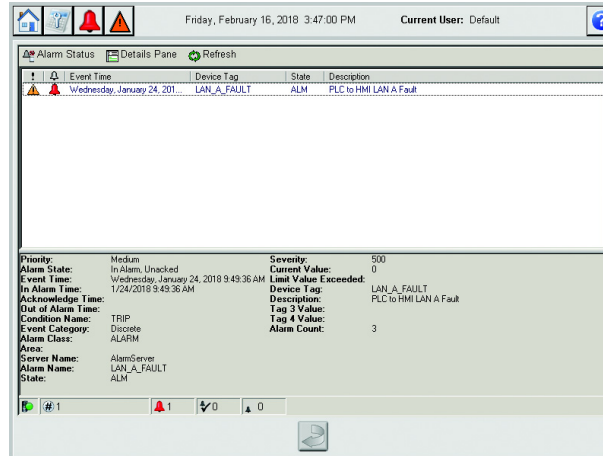 Friday, February 16, 2018 3:47:00 PM Current User: Default ?
Alarm Status Details Pane Refresh
! Event Time Device Tag State Description
Wednesday, January 24, 201... LAN_A_FAULT ALM PLC to HMI LAN A Fault
Priority: Medium Severity: 500
Alarm State: In Alarm, Unacked Current Value: 0
Event Time: Wednesday, January 24, 2018 9:49:36 AM Limit Value Exceeded:
In Alarm Time: 1/24/2018 9:49:36 AM Device Tag: LAN_A_FAULT
Acknowledge Time: Description: PLC to HMI LAN A Fault
Out of Alarm Time: Tag 3 Value:
Condition Name: TRIP Tag 4 Value:
Event Category: Discrete Alarm Count: 3
Alarm Class: ALARM
Area:
Server Name: AlarmServer
Alarm Name: LAN_A_FAULT
State: ALM
# 1 1 0 0